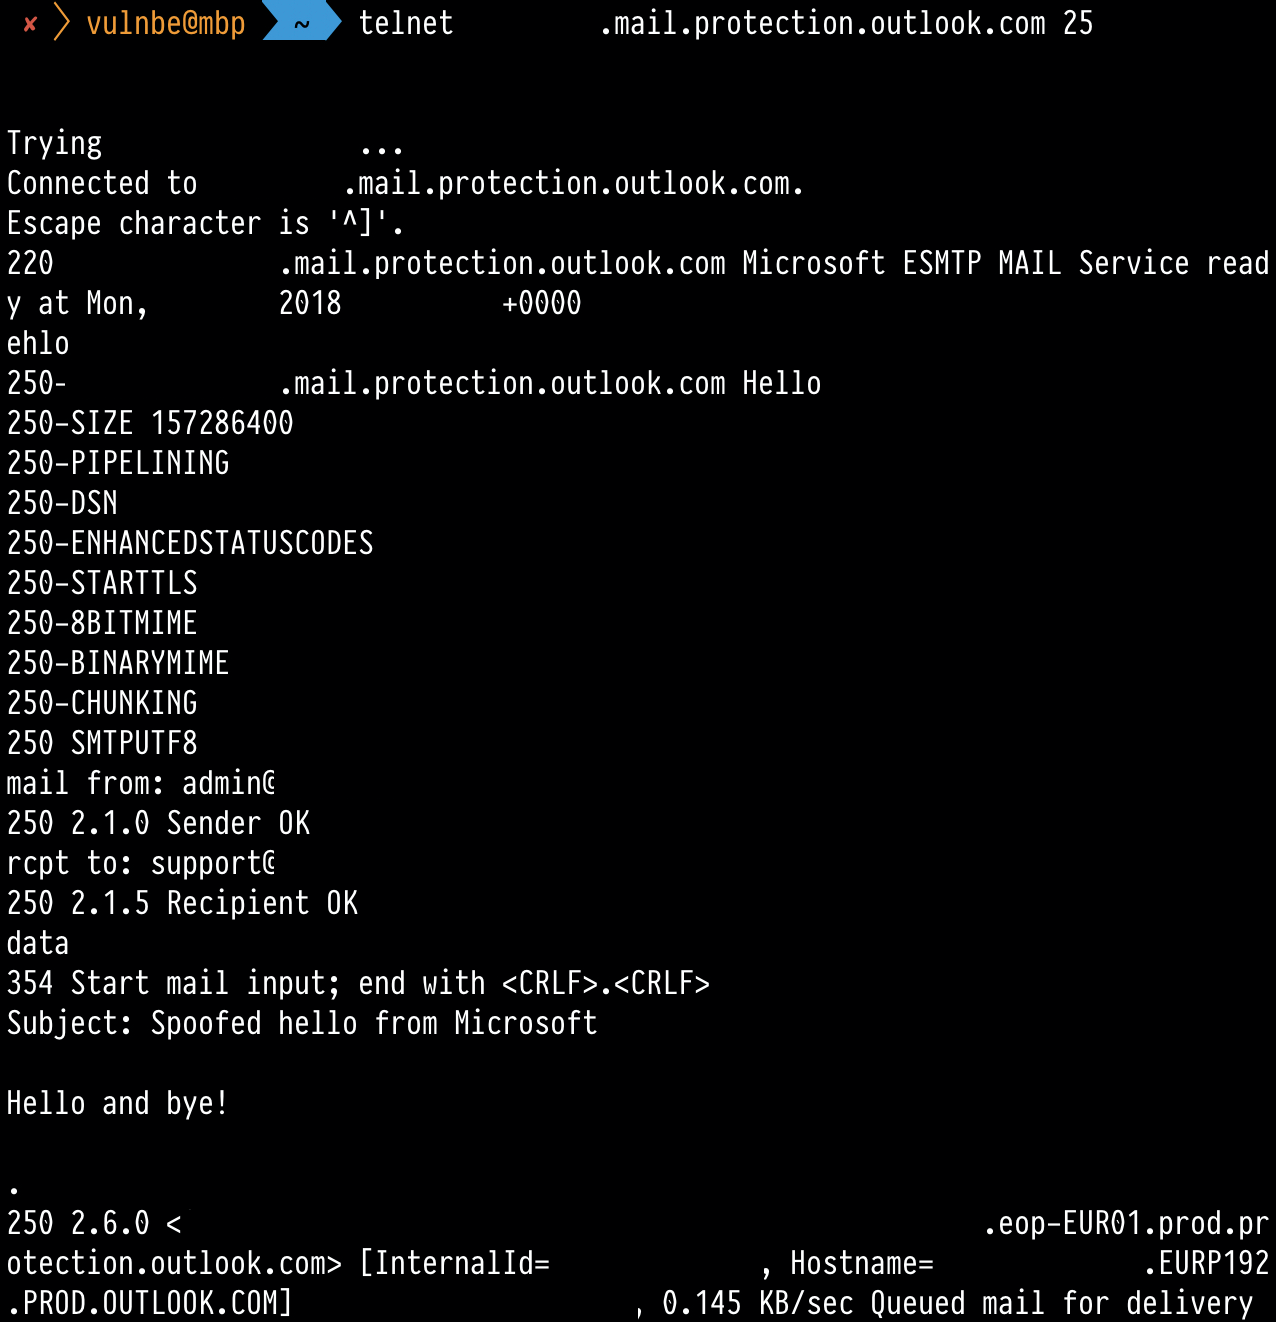 ✘ vulnbe@mbp ~ telnet .mail.protection.outlook.com 25
Trying ...
Connected to .mail.protection.outlook.com.
Escape character is '^]'.
220 .mail.protection.outlook.com Microsoft ESMTP MAIL Service read
y at Mon, 2018 +0000
ehlo
250- .mail.protection.outlook.com Hello
250-SIZE 157286400
250-PIPELINING
250-DSN
250-ENHANCEDSTATUSCODES
250-STARTTLS
250-8BITMIME
250-BINARYMIME
250-CHUNKING
250 SMTPUTF8
mail from: admin@
250 2.1.0 Sender OK
rcpt to: support@
250 2.1.5 Recipient OK
data
354 Start mail input; end with <CRLF>.<CRLF>
Subject: Spoofed hello from Microsoft
Hello and bye!
.
250 2.6.0 < .eop-EUR01.prod.pr
otection.outlook.com> [InternalId= , Hostname= .EURP192
.PROD.OUTLOOK.COM] , 0.145 KB/sec Queued mail for delivery